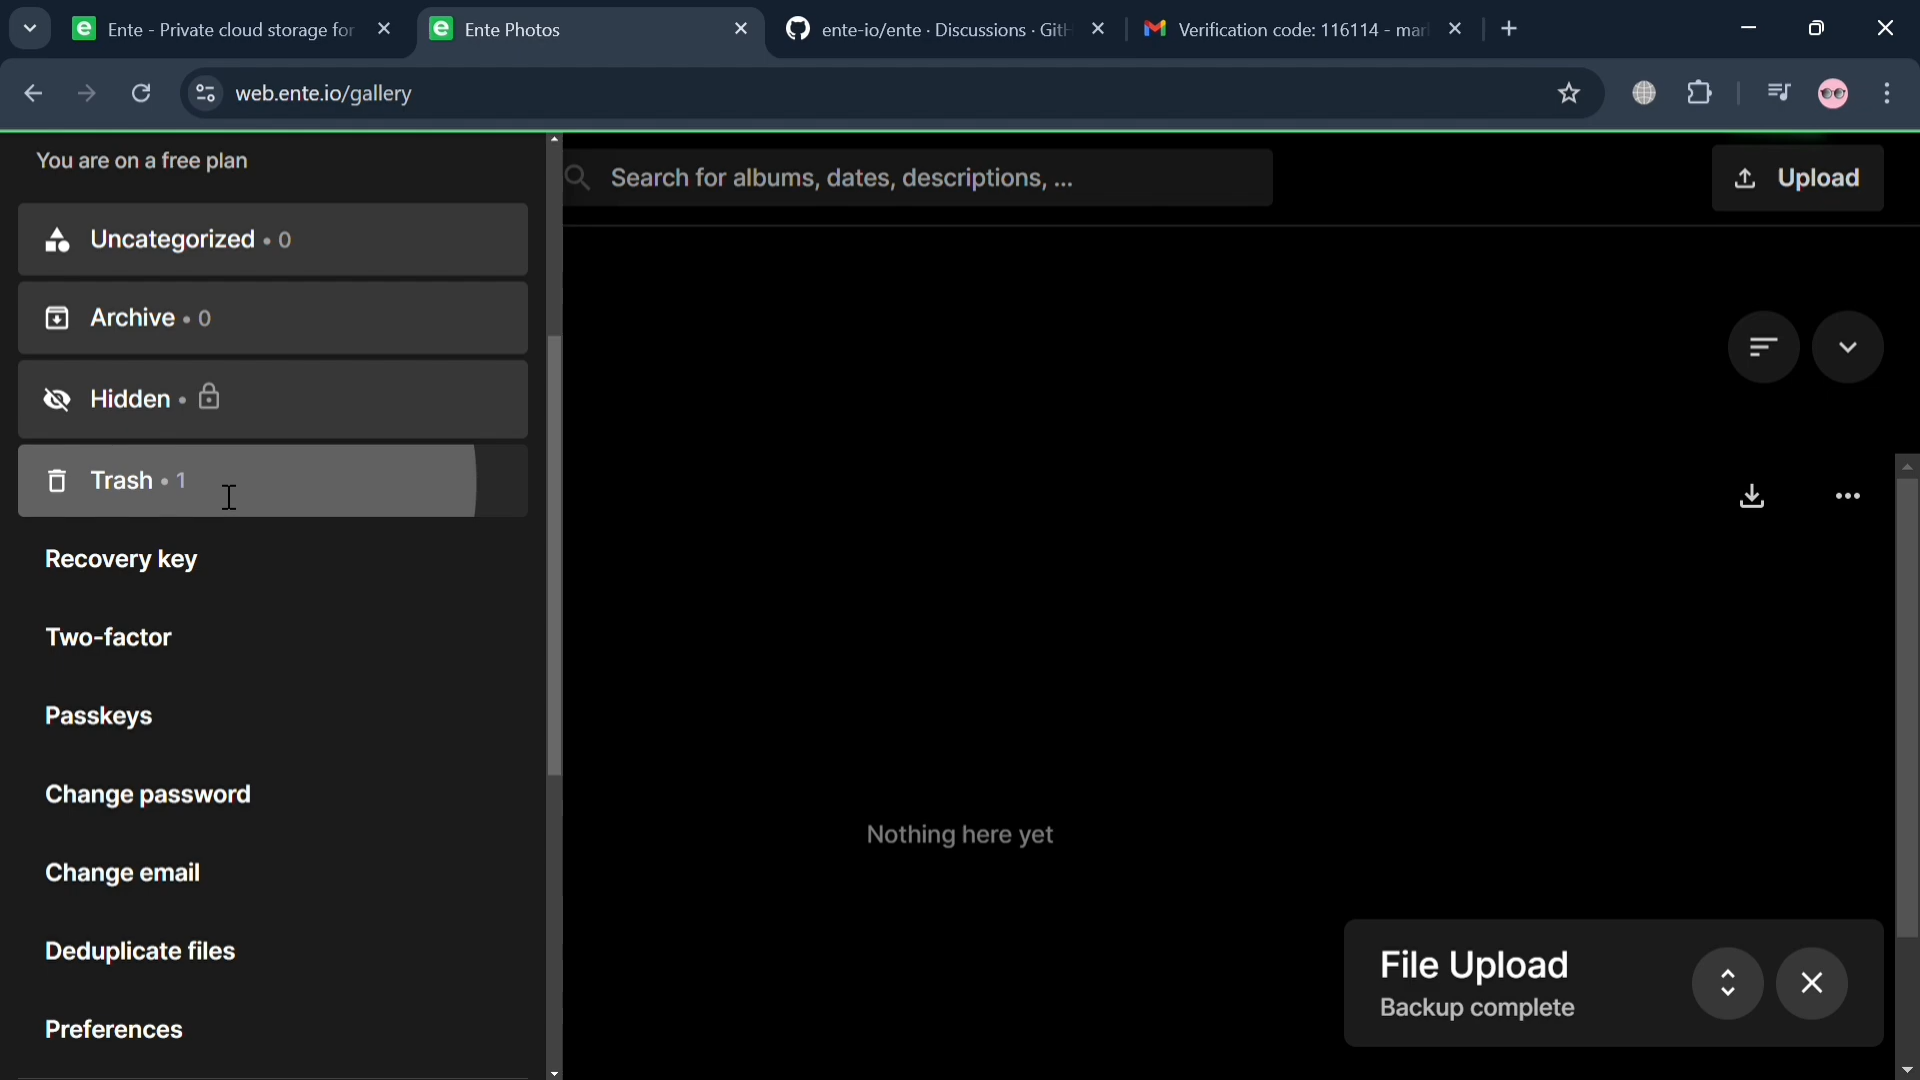 Ente - Private cloud storage for
Ente Photos
ente-io/ente · Discussions · GitH
Verification code: 116114 - mar
web.ente.io/gallery
You are on a free plan
Search for albums, dates, descriptions, ...
Upload
Uncategorized • 0
Archive • 0
Hidden •
Trash • 1
Recovery key
Two-factor
Passkeys
Change password
Nothing here yet
Change email
Deduplicate files
File Upload
Backup complete
Preferences